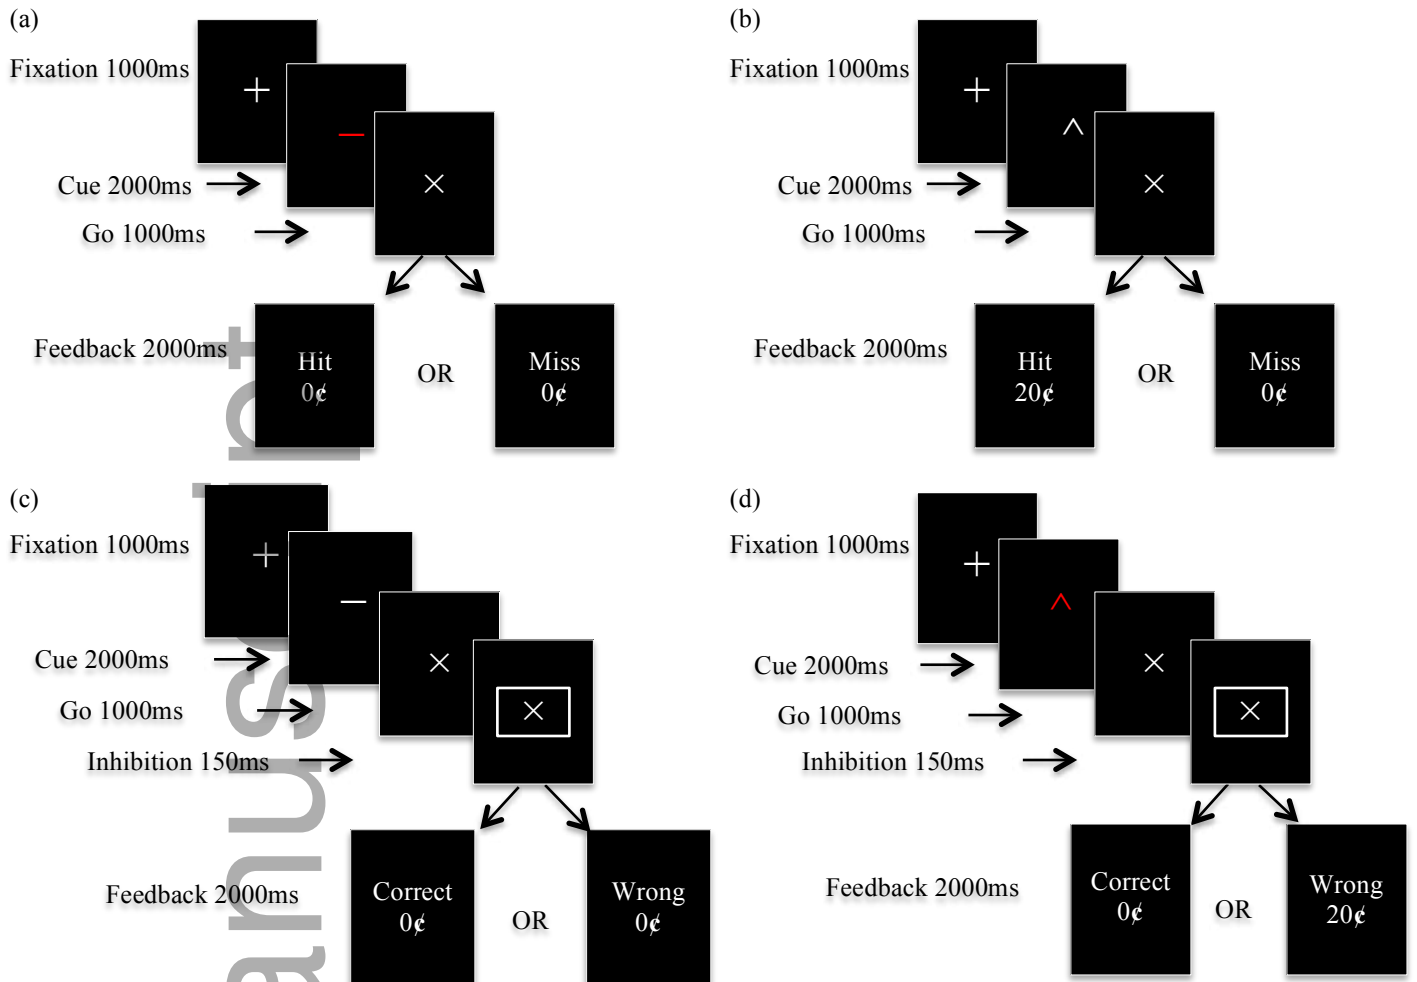 (a)
Fixation 1000ms
Cue 2000ms
Go 1000ms
Feedback 2000ms
Hit
0¢
OR
Miss
0¢
(b)
Fixation 1000ms
Cue 2000ms
Go 1000ms
Feedback 2000ms
Hit
20¢
OR
Miss
0¢
(c)
Fixation 1000ms
Cue 2000ms
Go 1000ms
Inhibition 150ms
Feedback 2000ms
Correct
0¢
OR
Wrong
0¢
(d)
Fixation 1000ms
Cue 2000ms
Go 1000ms
Inhibition 150ms
Feedback 2000ms
Correct
0¢
OR
Wrong
20¢